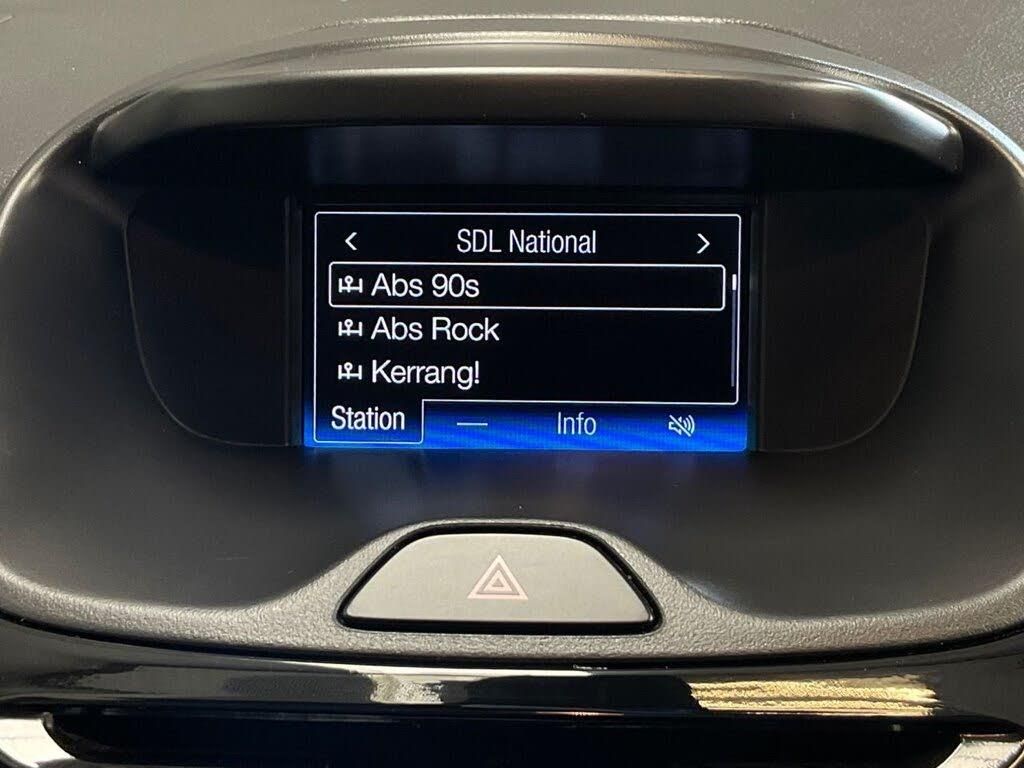 SDL National
Abs 90s
Abs Rock
Kerrang!
Station — Info